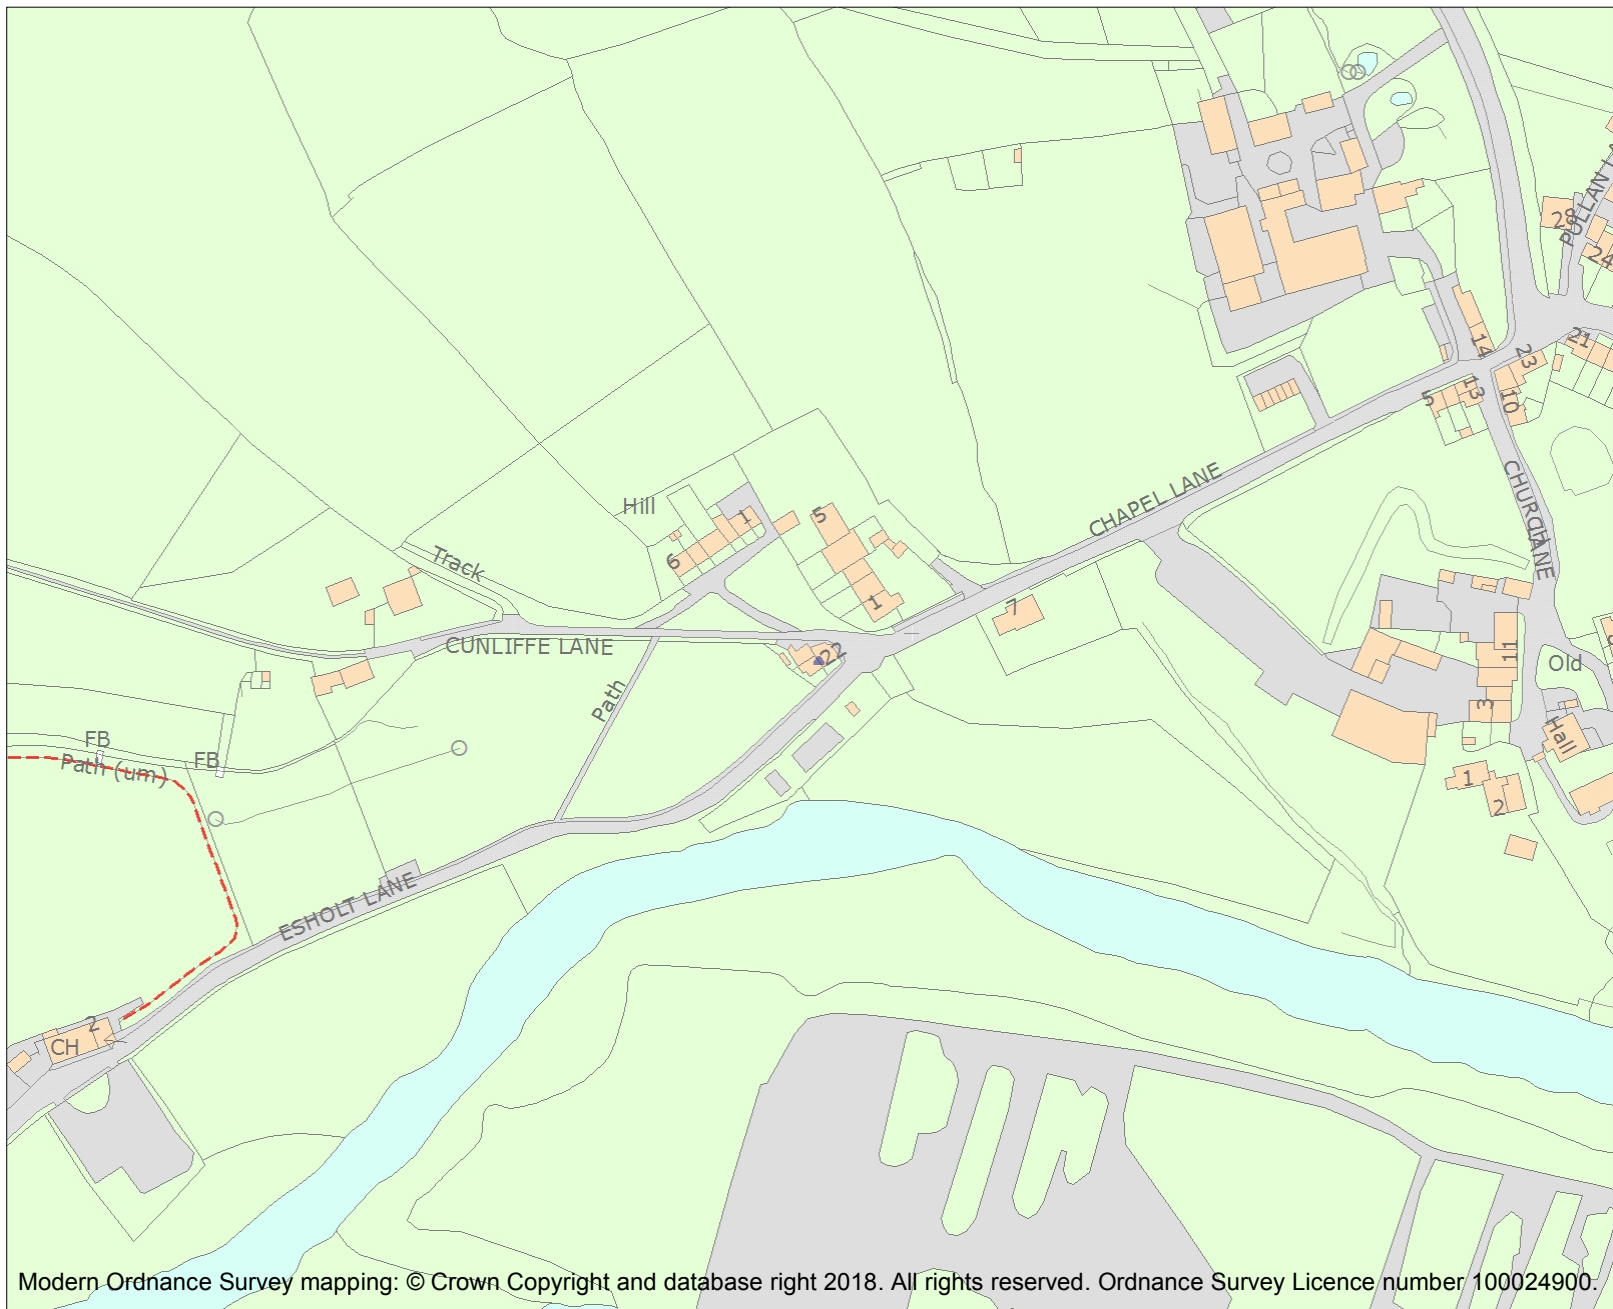 PULLAN LA
28
24
21
23
14
13
10
5
CHAPEL LANE
CHURCH LANE
Hill
1
6
5
1
7
22
Track
CUNLIFFE LANE
Path
FB
FB
Path (um)
11
3
Old
Hall
1
2
ESHOLT LANE
2
CH
Modern Ordnance Survey mapping: © Crown Copyright and database right 2018. All rights reserved. Ordnance Survey Licence number 100024900.